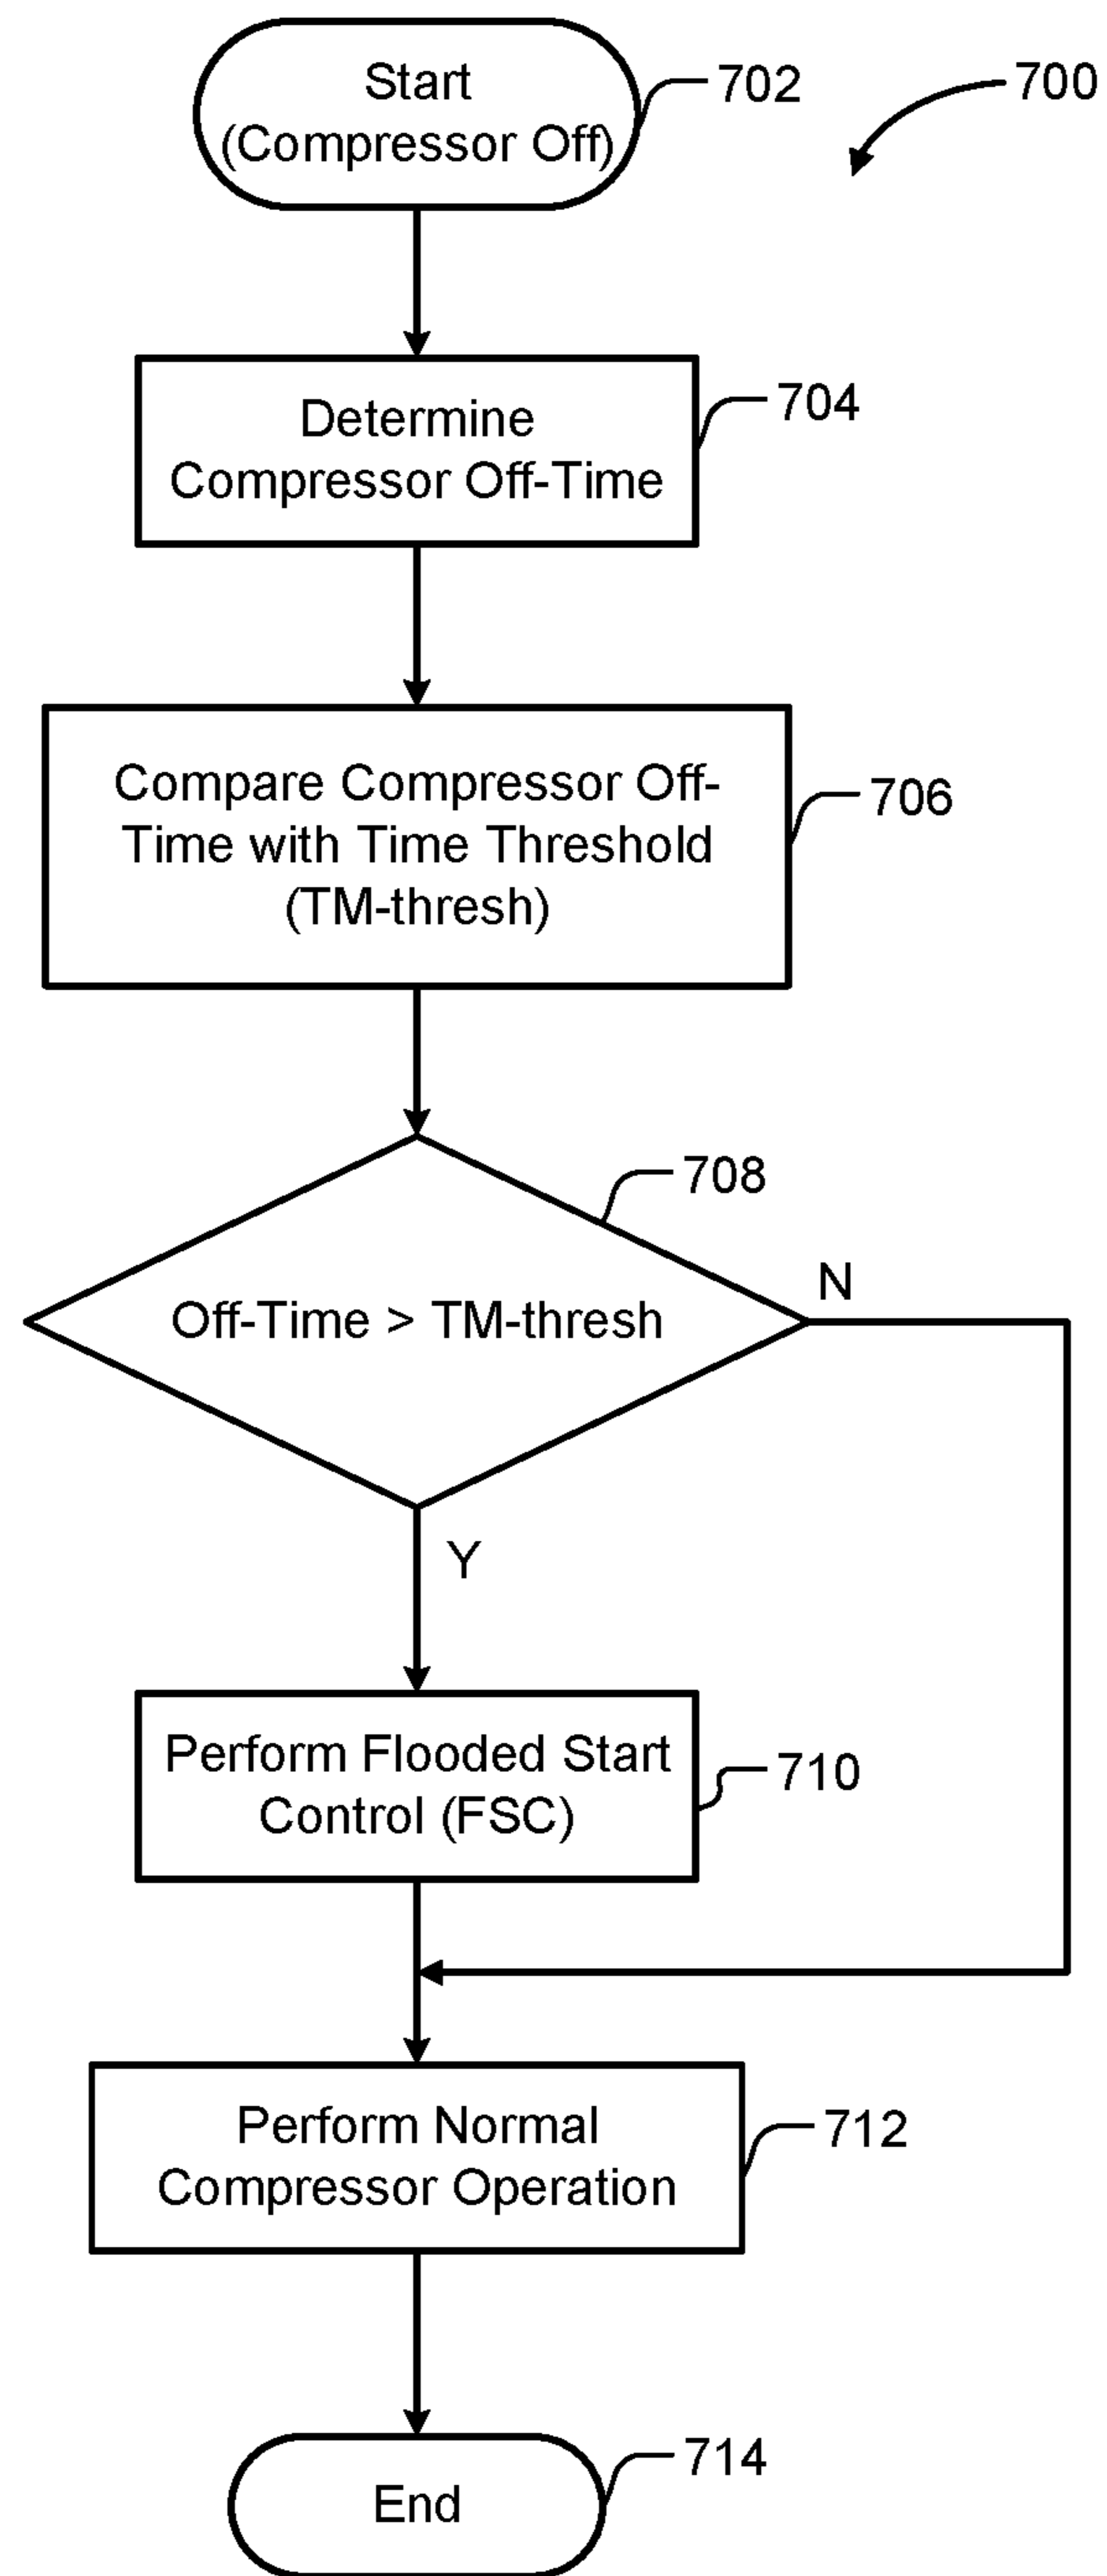 Start
(Compressor Off)
702
700
Determine
Compressor Off-Time
704
Compare Compressor Off-
Time with Time Threshold
(TM-thresh)
706
708
Off-Time > TM-thresh
N
Y
Perform Flooded Start
Control (FSC)
710
Perform Normal
Compressor Operation
712
End
714